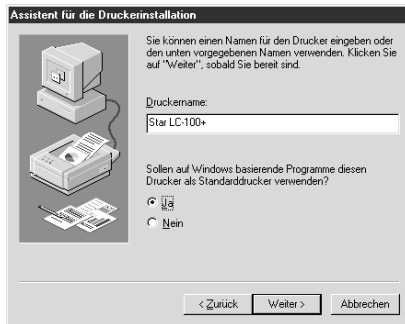 Assistent für die Druckerinstallation
Sie können einen Namen für den Drucker eingeben oder
den unten vorgegebenen Namen verwenden. Klicken Sie
auf "Weiter", sobald Sie bereit sind.
Druckername:
Star LC-100+
Sollen auf Windows basierende Programme diesen
Drucker als Standarddrucker verwenden?
Ja
Nein
< Zurück
Weiter >
Abbrechen